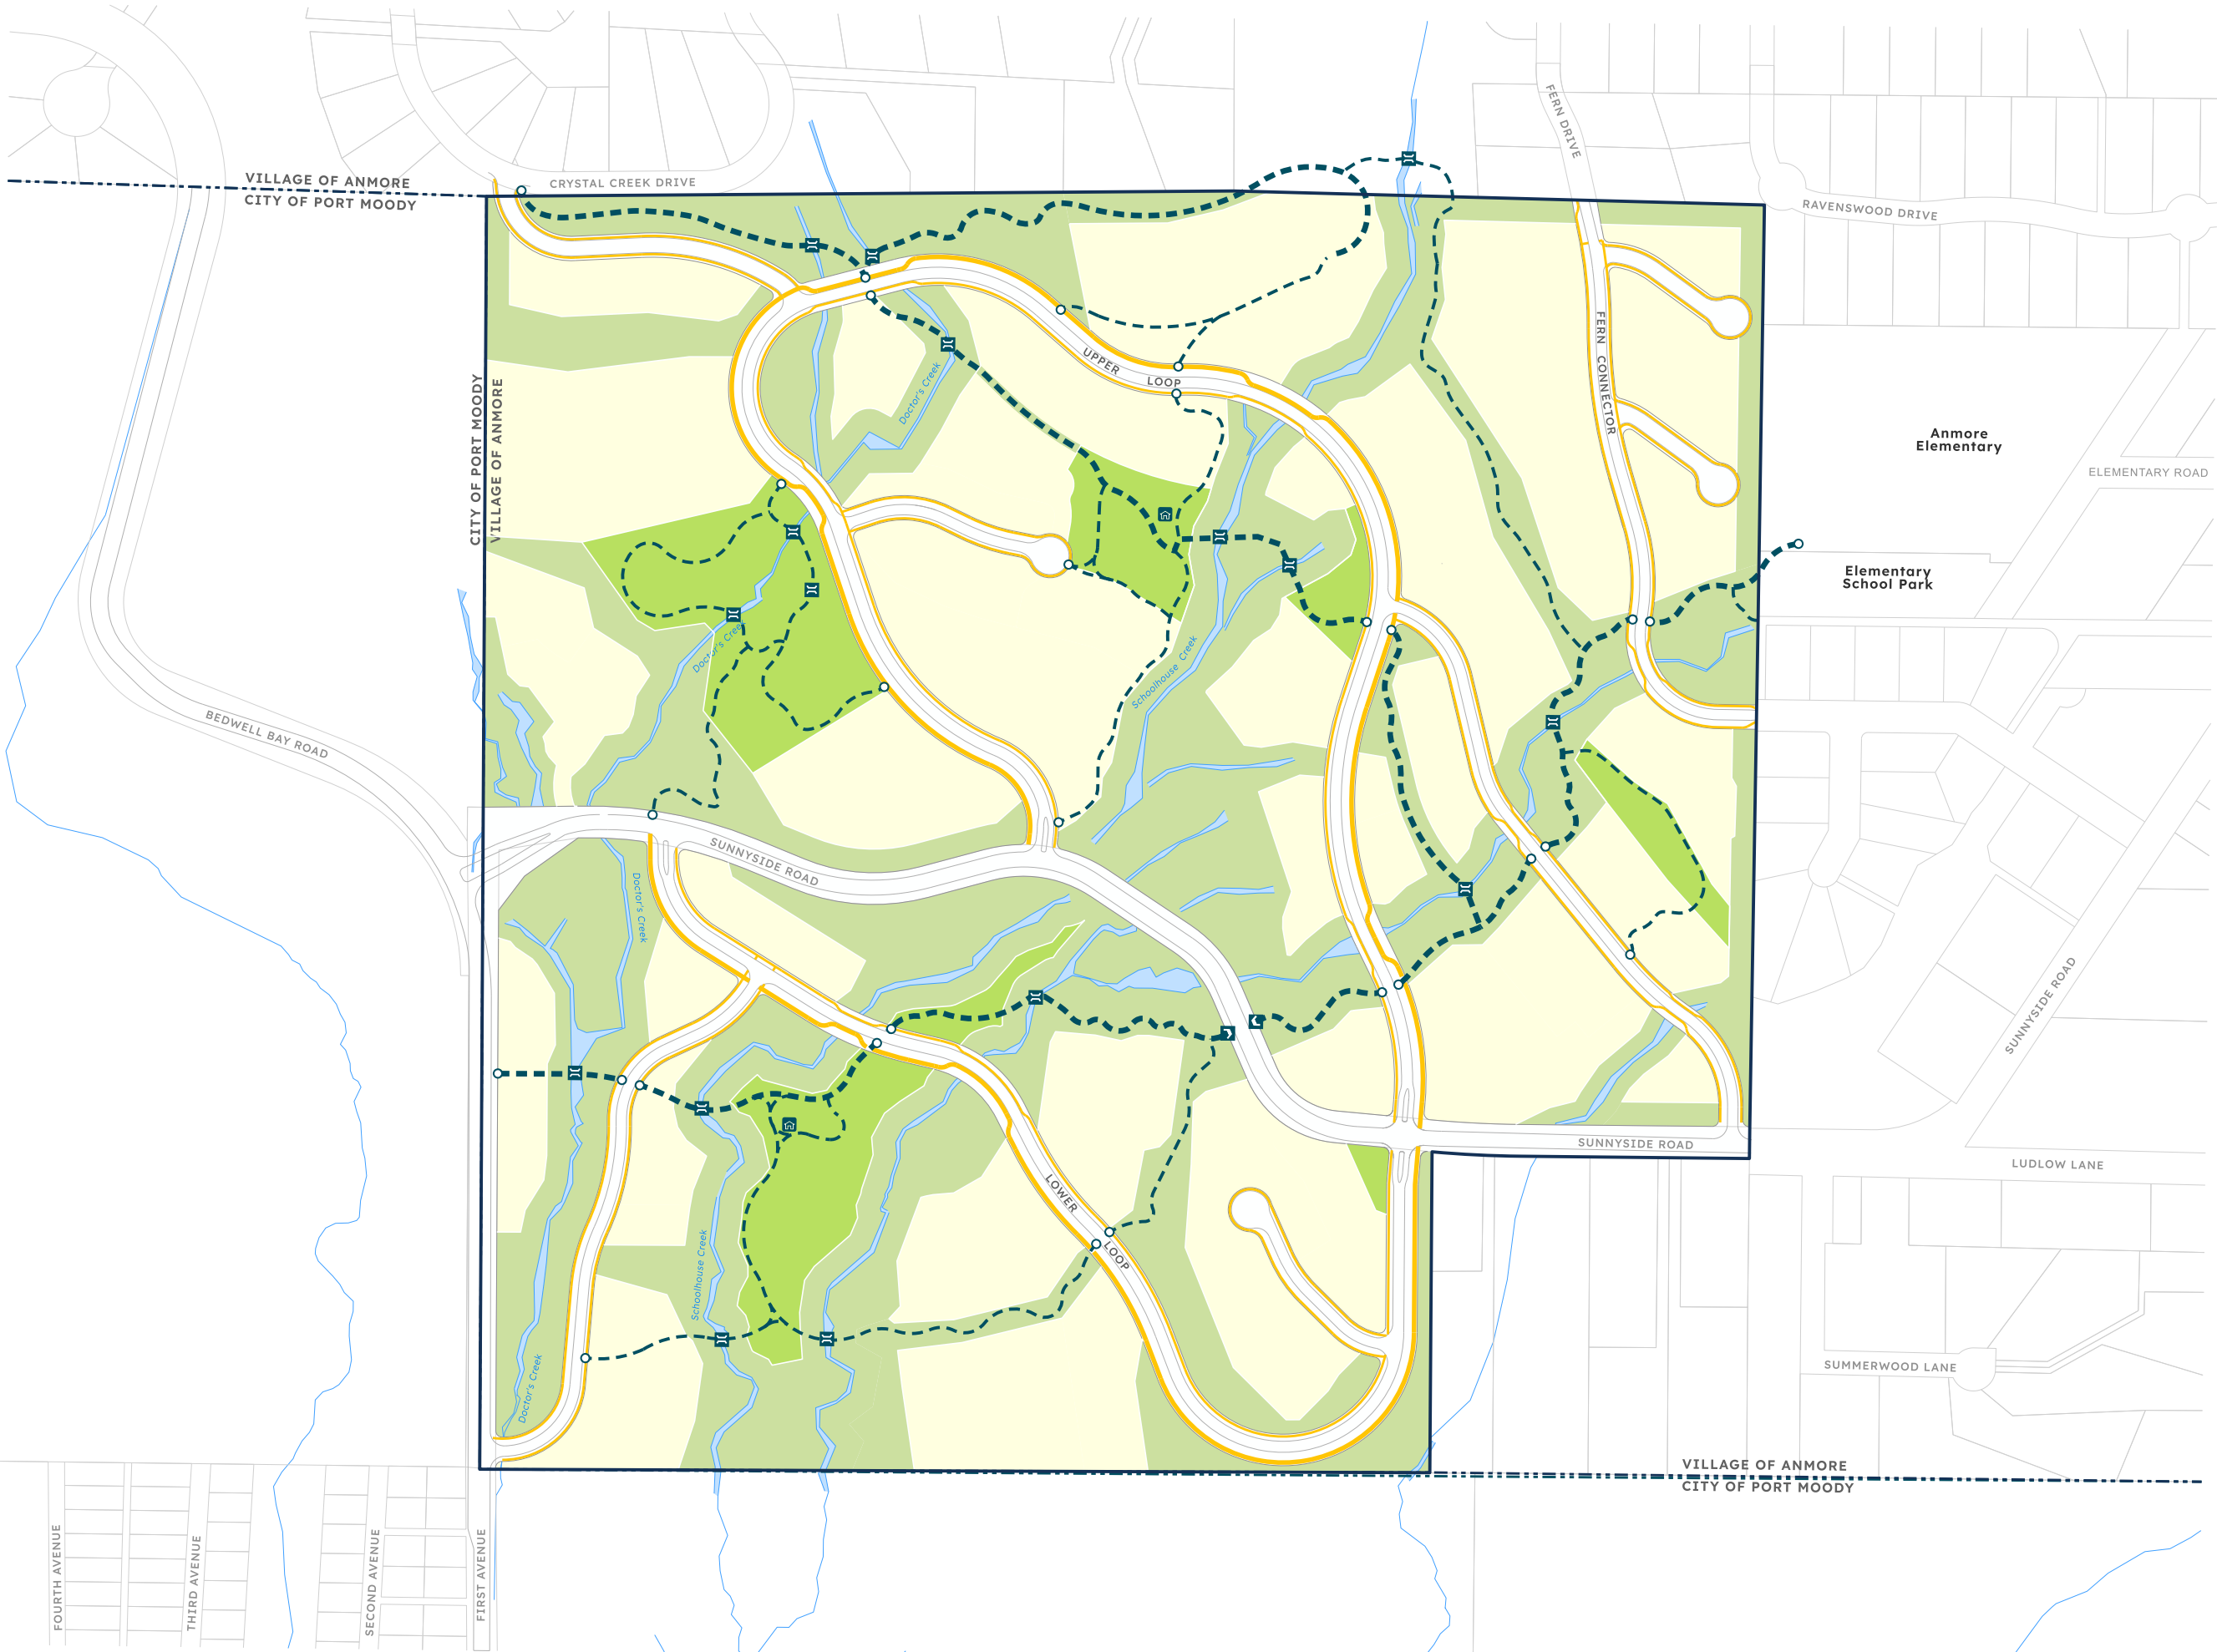 VILLAGE OF ANMORE
CITY OF PORT MOODY
CRYSTAL CREEK DRIVE
FERN DRIVE
RAVENSWOOD DRIVE
CITY OF PORT MOODY
VILLAGE OF ANMORE
Doctor's Creek
UPPER
LOOP
FERN CONNECTOR
Anmore
Elementary
ELEMENTARY ROAD
Elementary
School Park
Doctor's Creek
Schoolhouse Creek
BEDWELL BAY ROAD
SUNNYSIDE ROAD
Doctor's Creek
SUNNYSIDE ROAD
SUNNYSIDE ROAD
LUDLOW LANE
LOWER
LOOP
Schoolhouse Creek
Doctor's Creek
SUMMERWOOD LANE
VILLAGE OF ANMORE
CITY OF PORT MOODY
FOURTH AVENUE
THIRD AVENUE
SECOND AVENUE
FIRST AVENUE